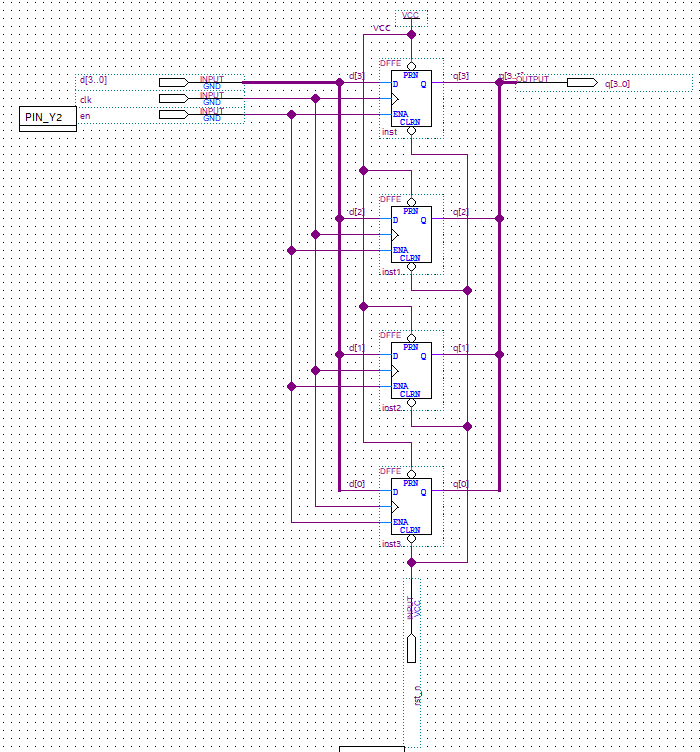 VCC
VCC
DFFE
d[3..0] INPUT d[3] PRN q[3] OUTPUT q[3..0]
GND D Q
clk INPUT
GND
PIN_Y2 en INPUT ENA
GND CLRN
inst
DFFE
d[2] PRN q[2]
D Q
ENA
CLRN
inst1
DFFE
d[1] PRN q[1]
D Q
ENA
CLRN
inst2
DFFE
d[0] PRN q[0]
D Q
ENA
CLRN
inst3
INPUT
VCC
rst_n